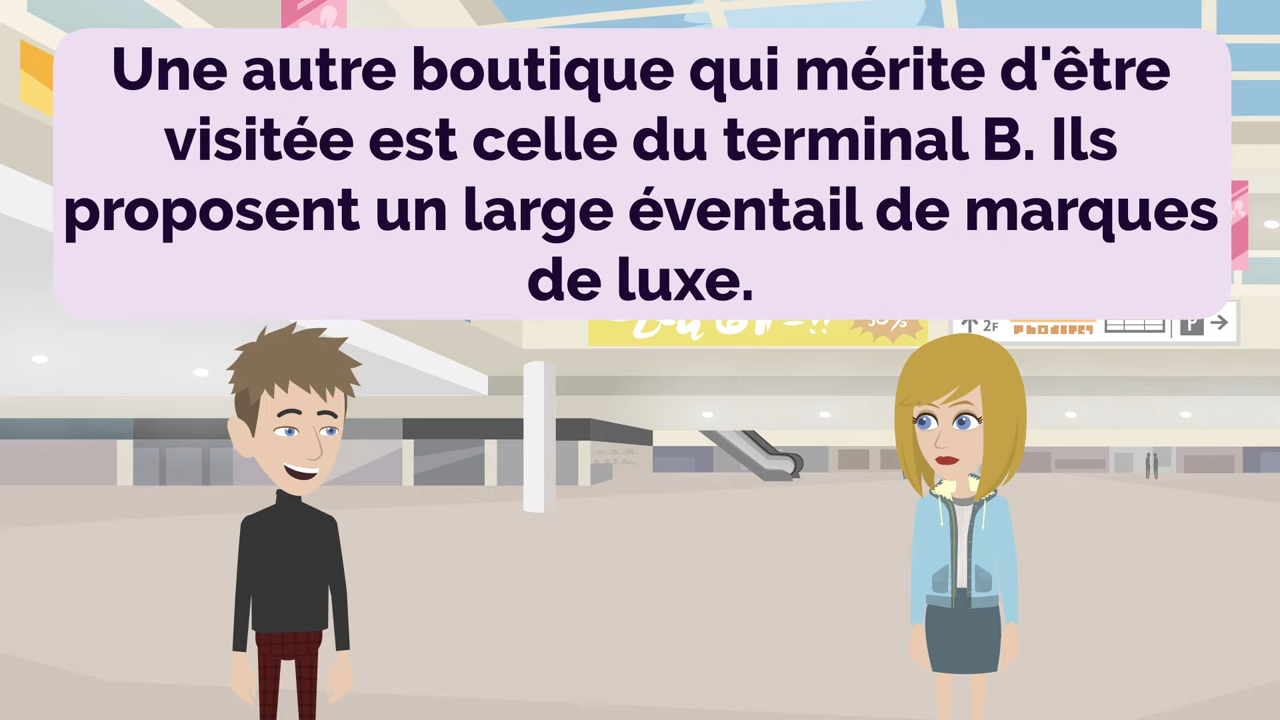 Une autre boutique qui mérite d'être
visitée est celle du terminal B. Ils
proposent un large éventail de marques
de luxe.
2F
P